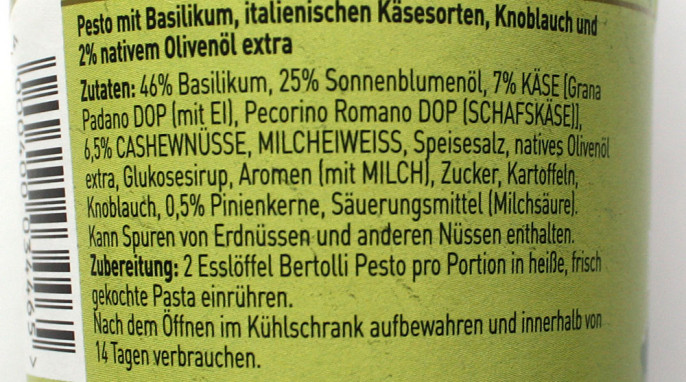 Pesto mit Basilikum, italienischen Käsesorten, Knoblauch und
2% nativem Olivenöl extra
Zutaten: 46% Basilikum, 25% Sonnenblumenöl, 7% KÄSE [Grana
Padano DOP (mit EI), Pecorino Romano DOP (SCHAFSKÄSE)],
6,5% CASHEWNÜSSE, MILCHEIWEISS, Speisesalz, natives Olivenöl
extra, Glukosesirup, Aromen (mit MILCH), Zucker, Kartoffeln,
Knoblauch, 0,5% Pinienkerne, Säuerungsmittel (Milchsäure).
Kann Spuren von Erdnüssen und anderen Nüssen enthalten.
Zubereitung: 2 Esslöffel Bertolli Pesto pro Portion in heiße, frisch
gekochte Pasta einrühren.
Nach dem Öffnen im Kühlschrank aufbewahren und innerhalb von
14 Tagen verbrauchen.